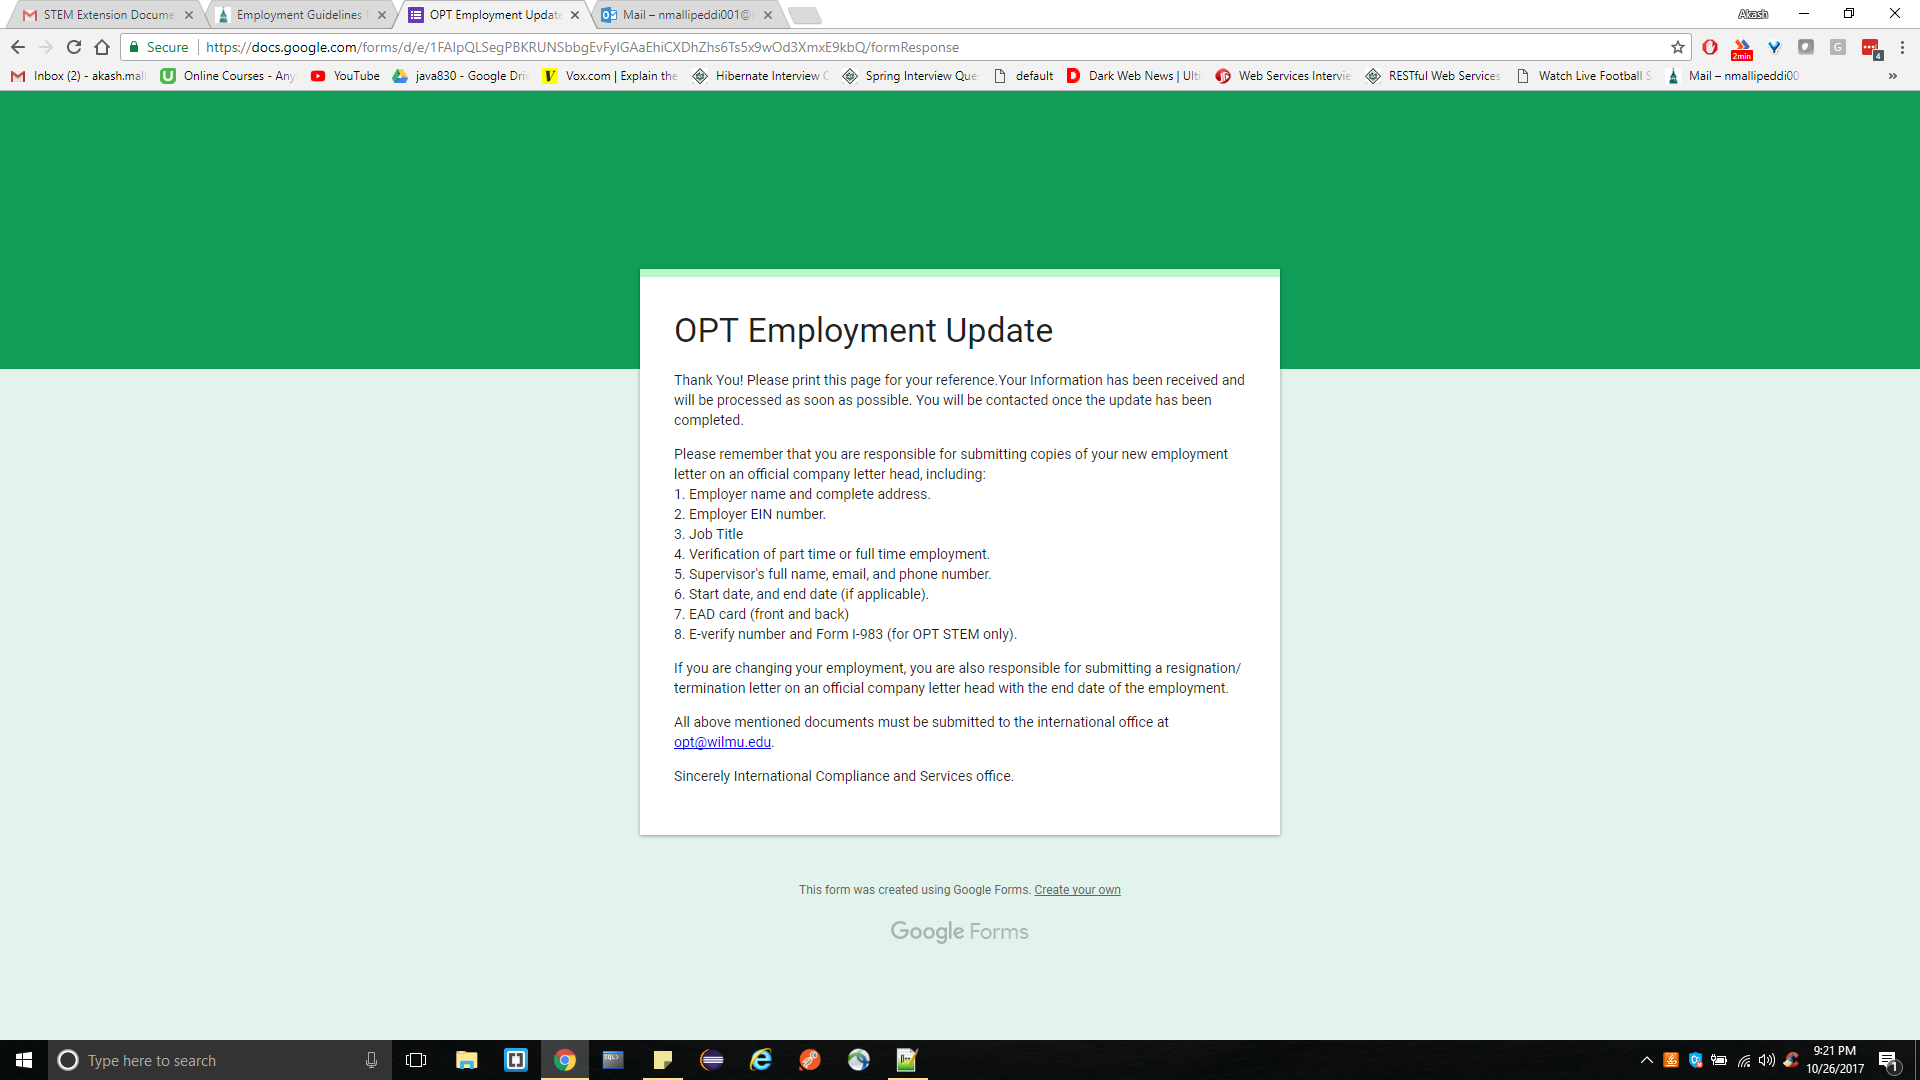 STEM Extension Docume
Employment Guidelines
OPT Employment Update
Mail – nmallipeddi001@
Akash
Secure
https://docs.google.com/forms/d/e/1FAIpQLSegPBKRUNSbbgEvFyIGAaEhiCXDhZhs6Ts5x9wOd3XmxE9kbQ/formResponse
2min
G
4
Inbox (2) - akash.mal
Online Courses - Any
YouTube
java830 - Google Dri
Vox.com | Explain the
Hibernate Interview
Spring Interview Que
default
Dark Web News | Ulti
Web Services Intervie
RESTful Web Services
Watch Live Football S
Mail – nmallipeddi00
»
OPT Employment Update
Thank You! Please print this page for your reference.Your Information has been received and
will be processed as soon as possible. You will be contacted once the update has been
completed.
Please remember that you are responsible for submitting copies of your new employment
letter on an official company letter head, including:
1. Employer name and complete address.
2. Employer EIN number.
3. Job Title
4. Verification of part time or full time employment.
5. Supervisor's full name, email, and phone number.
6. Start date, and end date (if applicable).
7. EAD card (front and back)
8. E-verify number and Form I-983 (for OPT STEM only).
If you are changing your employment, you are also responsible for submitting a resignation/
termination letter on an official company letter head with the end date of the employment.
All above mentioned documents must be submitted to the international office at
opt@wilmu.edu.
Sincerely International Compliance and Services office.
This form was created using Google Forms. Create your own
Google Forms
Type here to search
9:21 PM
10/26/2017
1